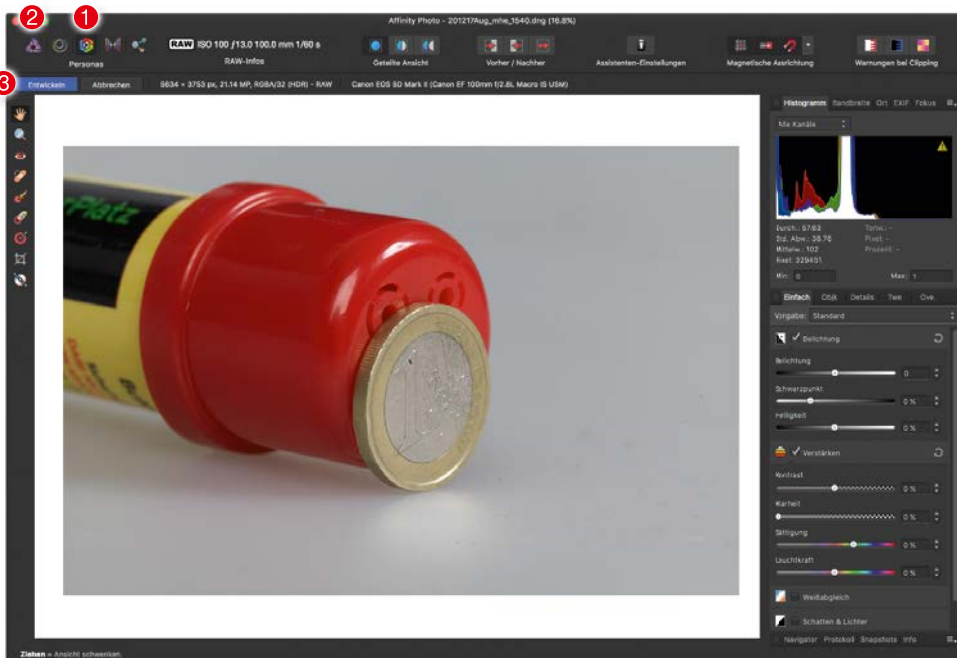 2
1
Affinity Photo - 201217Aug_mhe_1540.dng (16.8%)
RAW ISO 100 ƒ/13.0 100.0 mm 1/60 s
Personas
RAW-Infos
Geteilte Ansicht
Vorher / Nachher
Assistenten-Einstellungen
Magnetische Ausrichtung
Warnungen bei Clipping
3
Entwickeln
Abbrechen
5634 × 3753 px, 21.14 MP, RGBA/32 (HDR) - RAW
Canon EOS 5D Mark II (Canon EF 100mm f/2.8L Macro IS USM)
Histogramm Bandbreite Ort EXIF Fokus
Alle Kanäle
Durch.: 97.63
Tonw.: -
Std. Abw.: 38.76
Pixel: -
Mittelw.: 102
Prozent: -
Pixel: 329451
Min: 0
Max: 1
Einfach Obj. Details Twe Ove.
Vorgabe: Standard
Belichtung
Belichtung
0
Schwarzpunkt
0 %
Helligkeit
0 %
Verstärken
Kontrast
0 %
Klarheit
0 %
Sättigung
0 %
Leuchtkraft
0 %
Weißabgleich
Schatten & Lichter
Navigator Protokoll Snapshots Info
rPlatz
Ziehen = Ansicht schwenken.